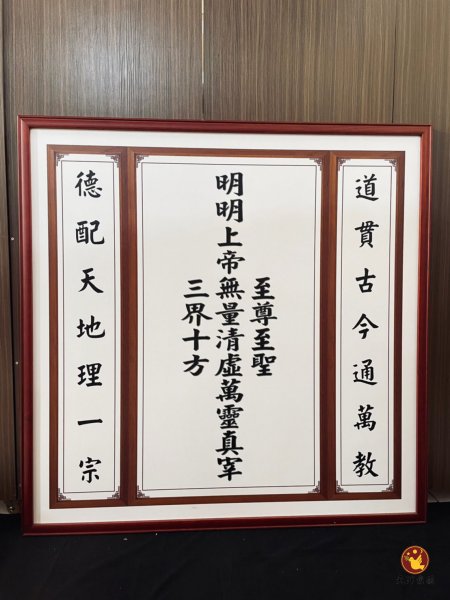 道貫古今通萬教
至尊至聖
明明上帝無量清虛萬靈真宰
三界十方
德配天地理一宗